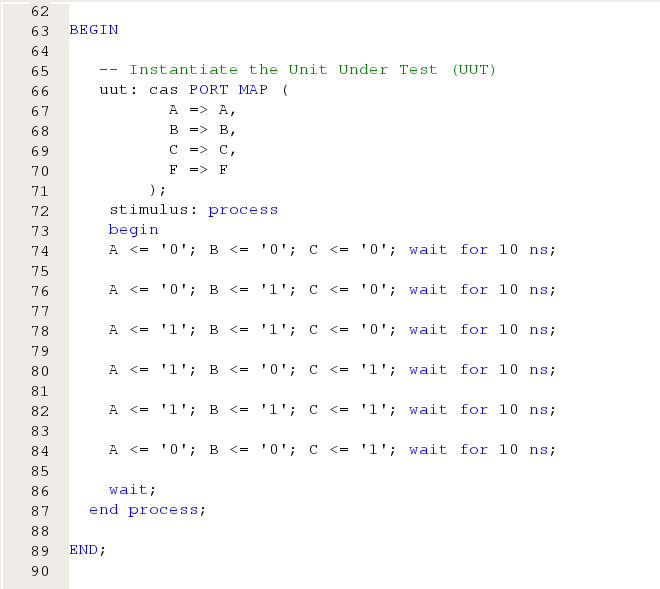 62
63 BEGIN
64
65 -- Instantiate the Unit Under Test (UUT)
66 uut: cas PORT MAP (
67 A => A,
68 B => B,
69 C => C,
70 F => F
71 );
72 stimulus: process
73 begin
74 A <= '0'; B <= '0'; C <= '0'; wait for 10 ns;
75
76 A <= '0'; B <= '1'; C <= '0'; wait for 10 ns;
77
78 A <= '1'; B <= '1'; C <= '0'; wait for 10 ns;
79
80 A <= '1'; B <= '0'; C <= '1'; wait for 10 ns;
81
82 A <= '1'; B <= '1'; C <= '1'; wait for 10 ns;
83
84 A <= '0'; B <= '0'; C <= '1'; wait for 10 ns;
85
86 wait;
87 end process;
88
89 END;
90